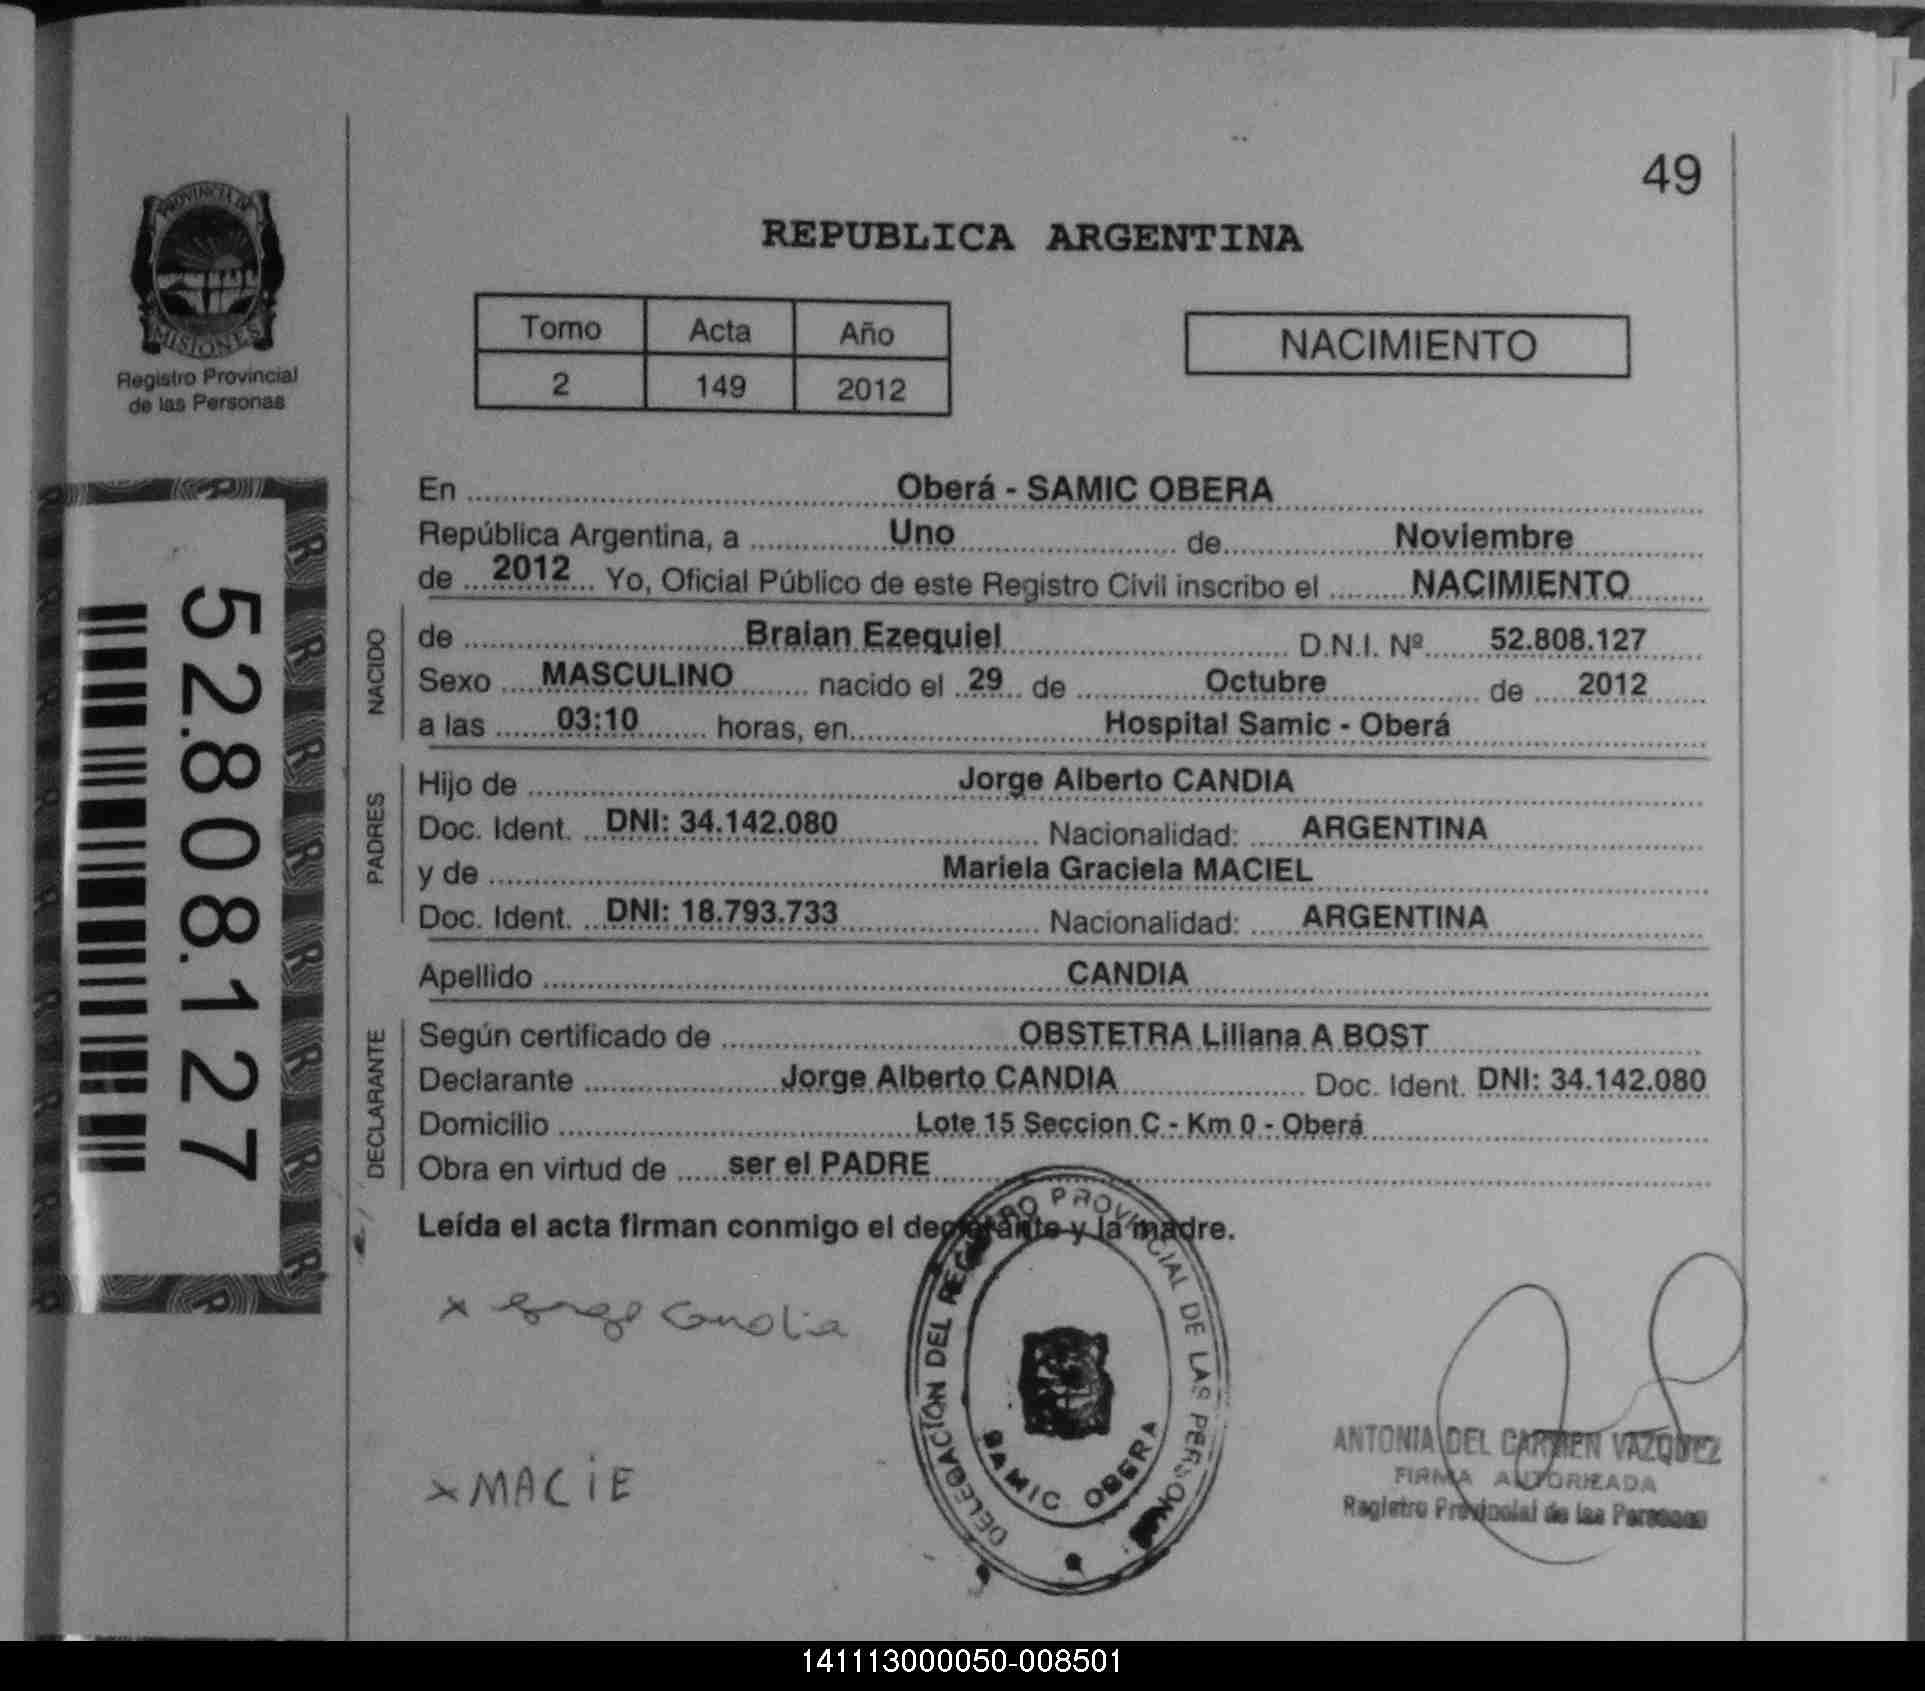 49
PROVINCIA DE
MISIONES
Registro Provincial
de las Personas
REPUBLICA ARGENTINA
Tomo Acta Año
2 149 2012
NACIMIENTO
52.808.127
En Oberá - SAMIC OBERA
República Argentina, a Uno de Noviembre
de 2012 Yo, Oficial Público de este Registro Civil inscribo el NACIMIENTO
NACIDO
de Braian Ezequiel D.N.I. Nº 52.808.127
Sexo MASCULINO nacido el 29 de Octubre de 2012
a las 03:10 horas, en Hospital Samic - Oberá
PADRES
Hijo de Jorge Alberto CANDIA
Doc. Ident. DNI: 34.142.080 Nacionalidad: ARGENTINA
y de Mariela Graciela MACIEL
Doc. Ident. DNI: 18.793.733 Nacionalidad: ARGENTINA
Apellido CANDIA
DECLARANTE
Según certificado de OBSTETRA Liliana A BOST
Declarante Jorge Alberto CANDIA Doc. Ident. DNI: 34.142.080
Domicilio Lote 15 Seccion C - Km 0 - Oberá
Obra en virtud de ser el PADRE
Leída el acta firman conmigo el declarante y la madre.
x Jorge Candia
DELEGACION DEL REGISTRO PROVINCIAL DE LAS PERSONAS
SAMIC OBERA
x MACiE
ANTONIA DEL CARMEN VAZQUEZ
FIRMA AUTORIZADA
Registro Provincial de las Personas
141113000050-008501